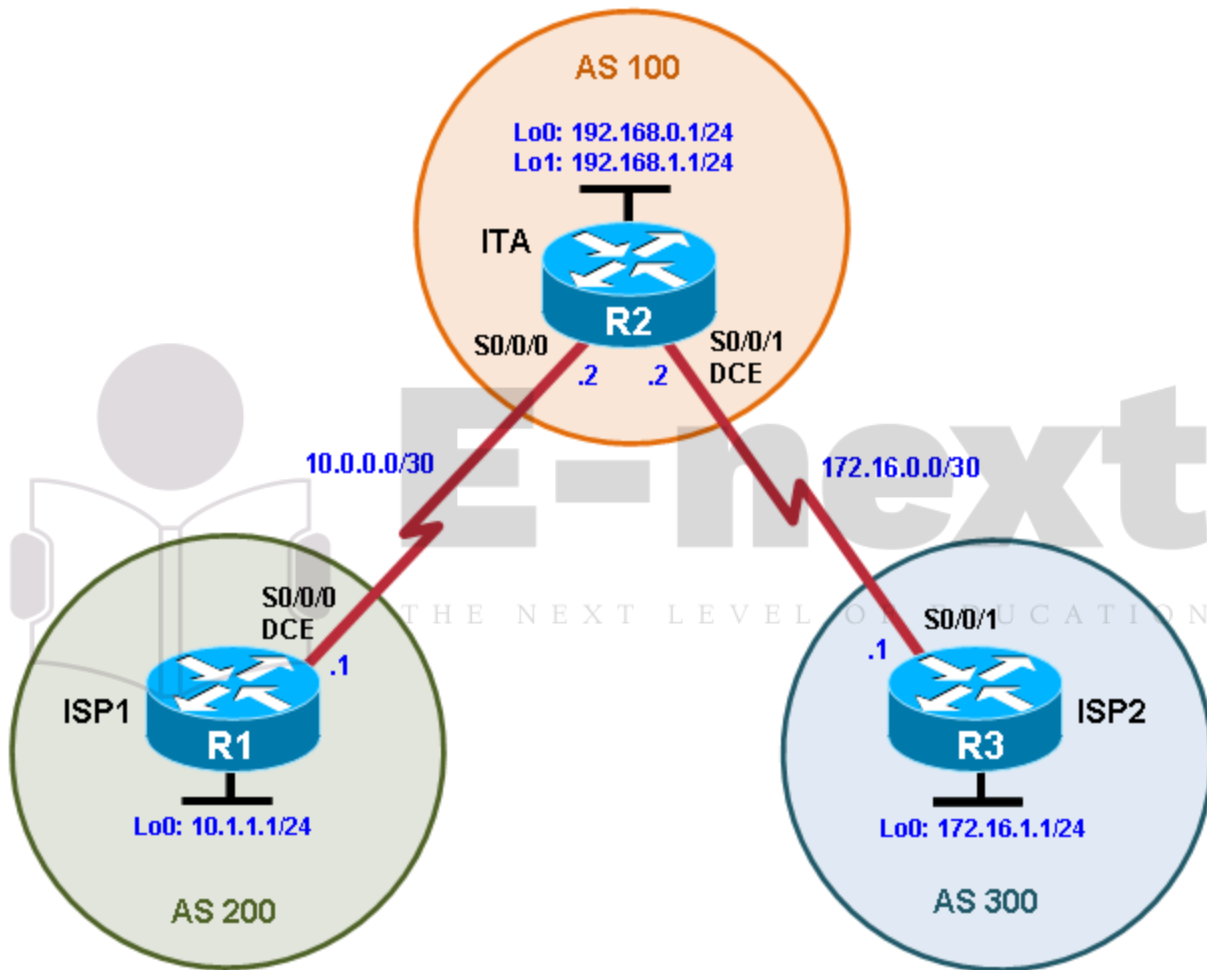 AS 100
Lo0: 192.168.0.1/24
Lo1: 192.168.1.1/24
ITA
R2
S0/0/0
S0/0/1
DCE
.2
.2
10.0.0.0/30
172.16.0.0/30
E-next
THE NEXT LEVEL OF EDUCATION
S0/0/0
DCE
.1
ISP1
R1
Lo0: 10.1.1.1/24
AS 200
S0/0/1
.1
ISP2
R3
Lo0: 172.16.1.1/24
AS 300